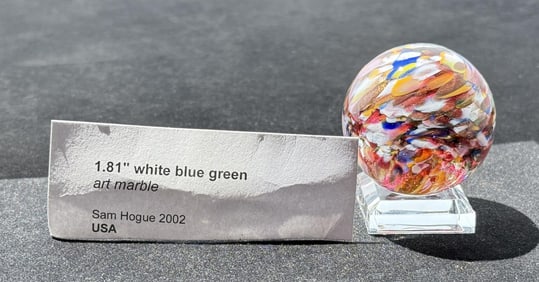 1.81" white blue green
art marble
Sam Hogue 2002
USA